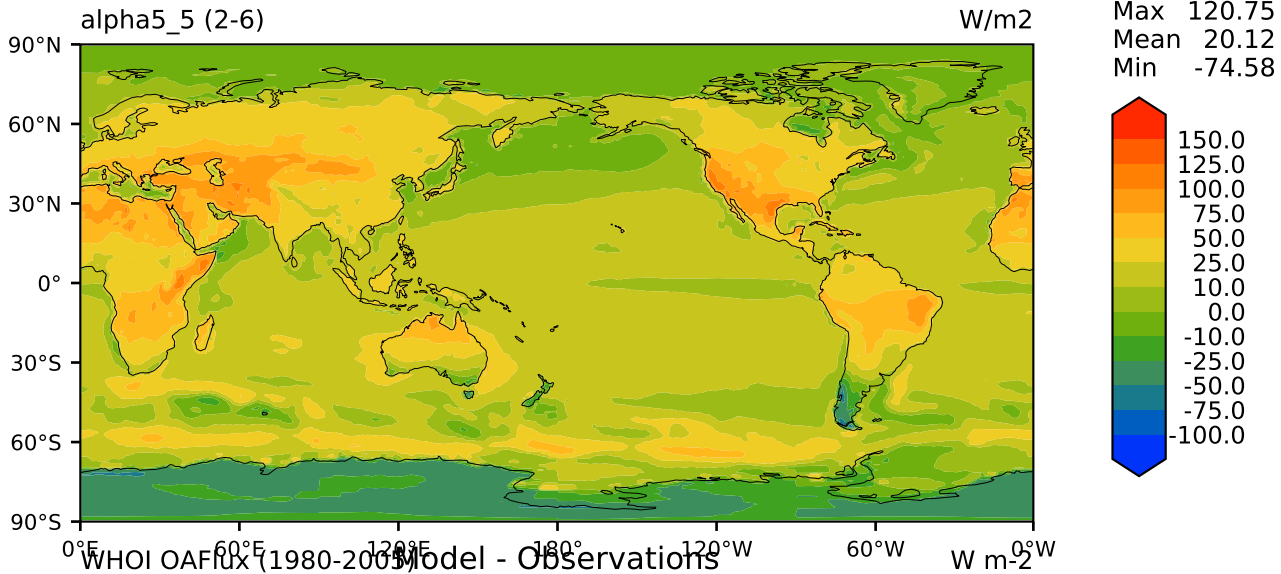 alpha5_5 (2-6) W/m2
Max 120.75
Mean 20.12
Min -74.58
90°N
60°N
30°N
0°
30°S
60°S
90°S
150.0
125.0
100.0
75.0
50.0
25.0
10.0
0.0
-10.0
-25.0
-50.0
-75.0
-100.0
0°E 60°E 120°E 180° 120°W 60°W 0°W
WHOI OAFlux (1980-2005) Model - Observations W m-2